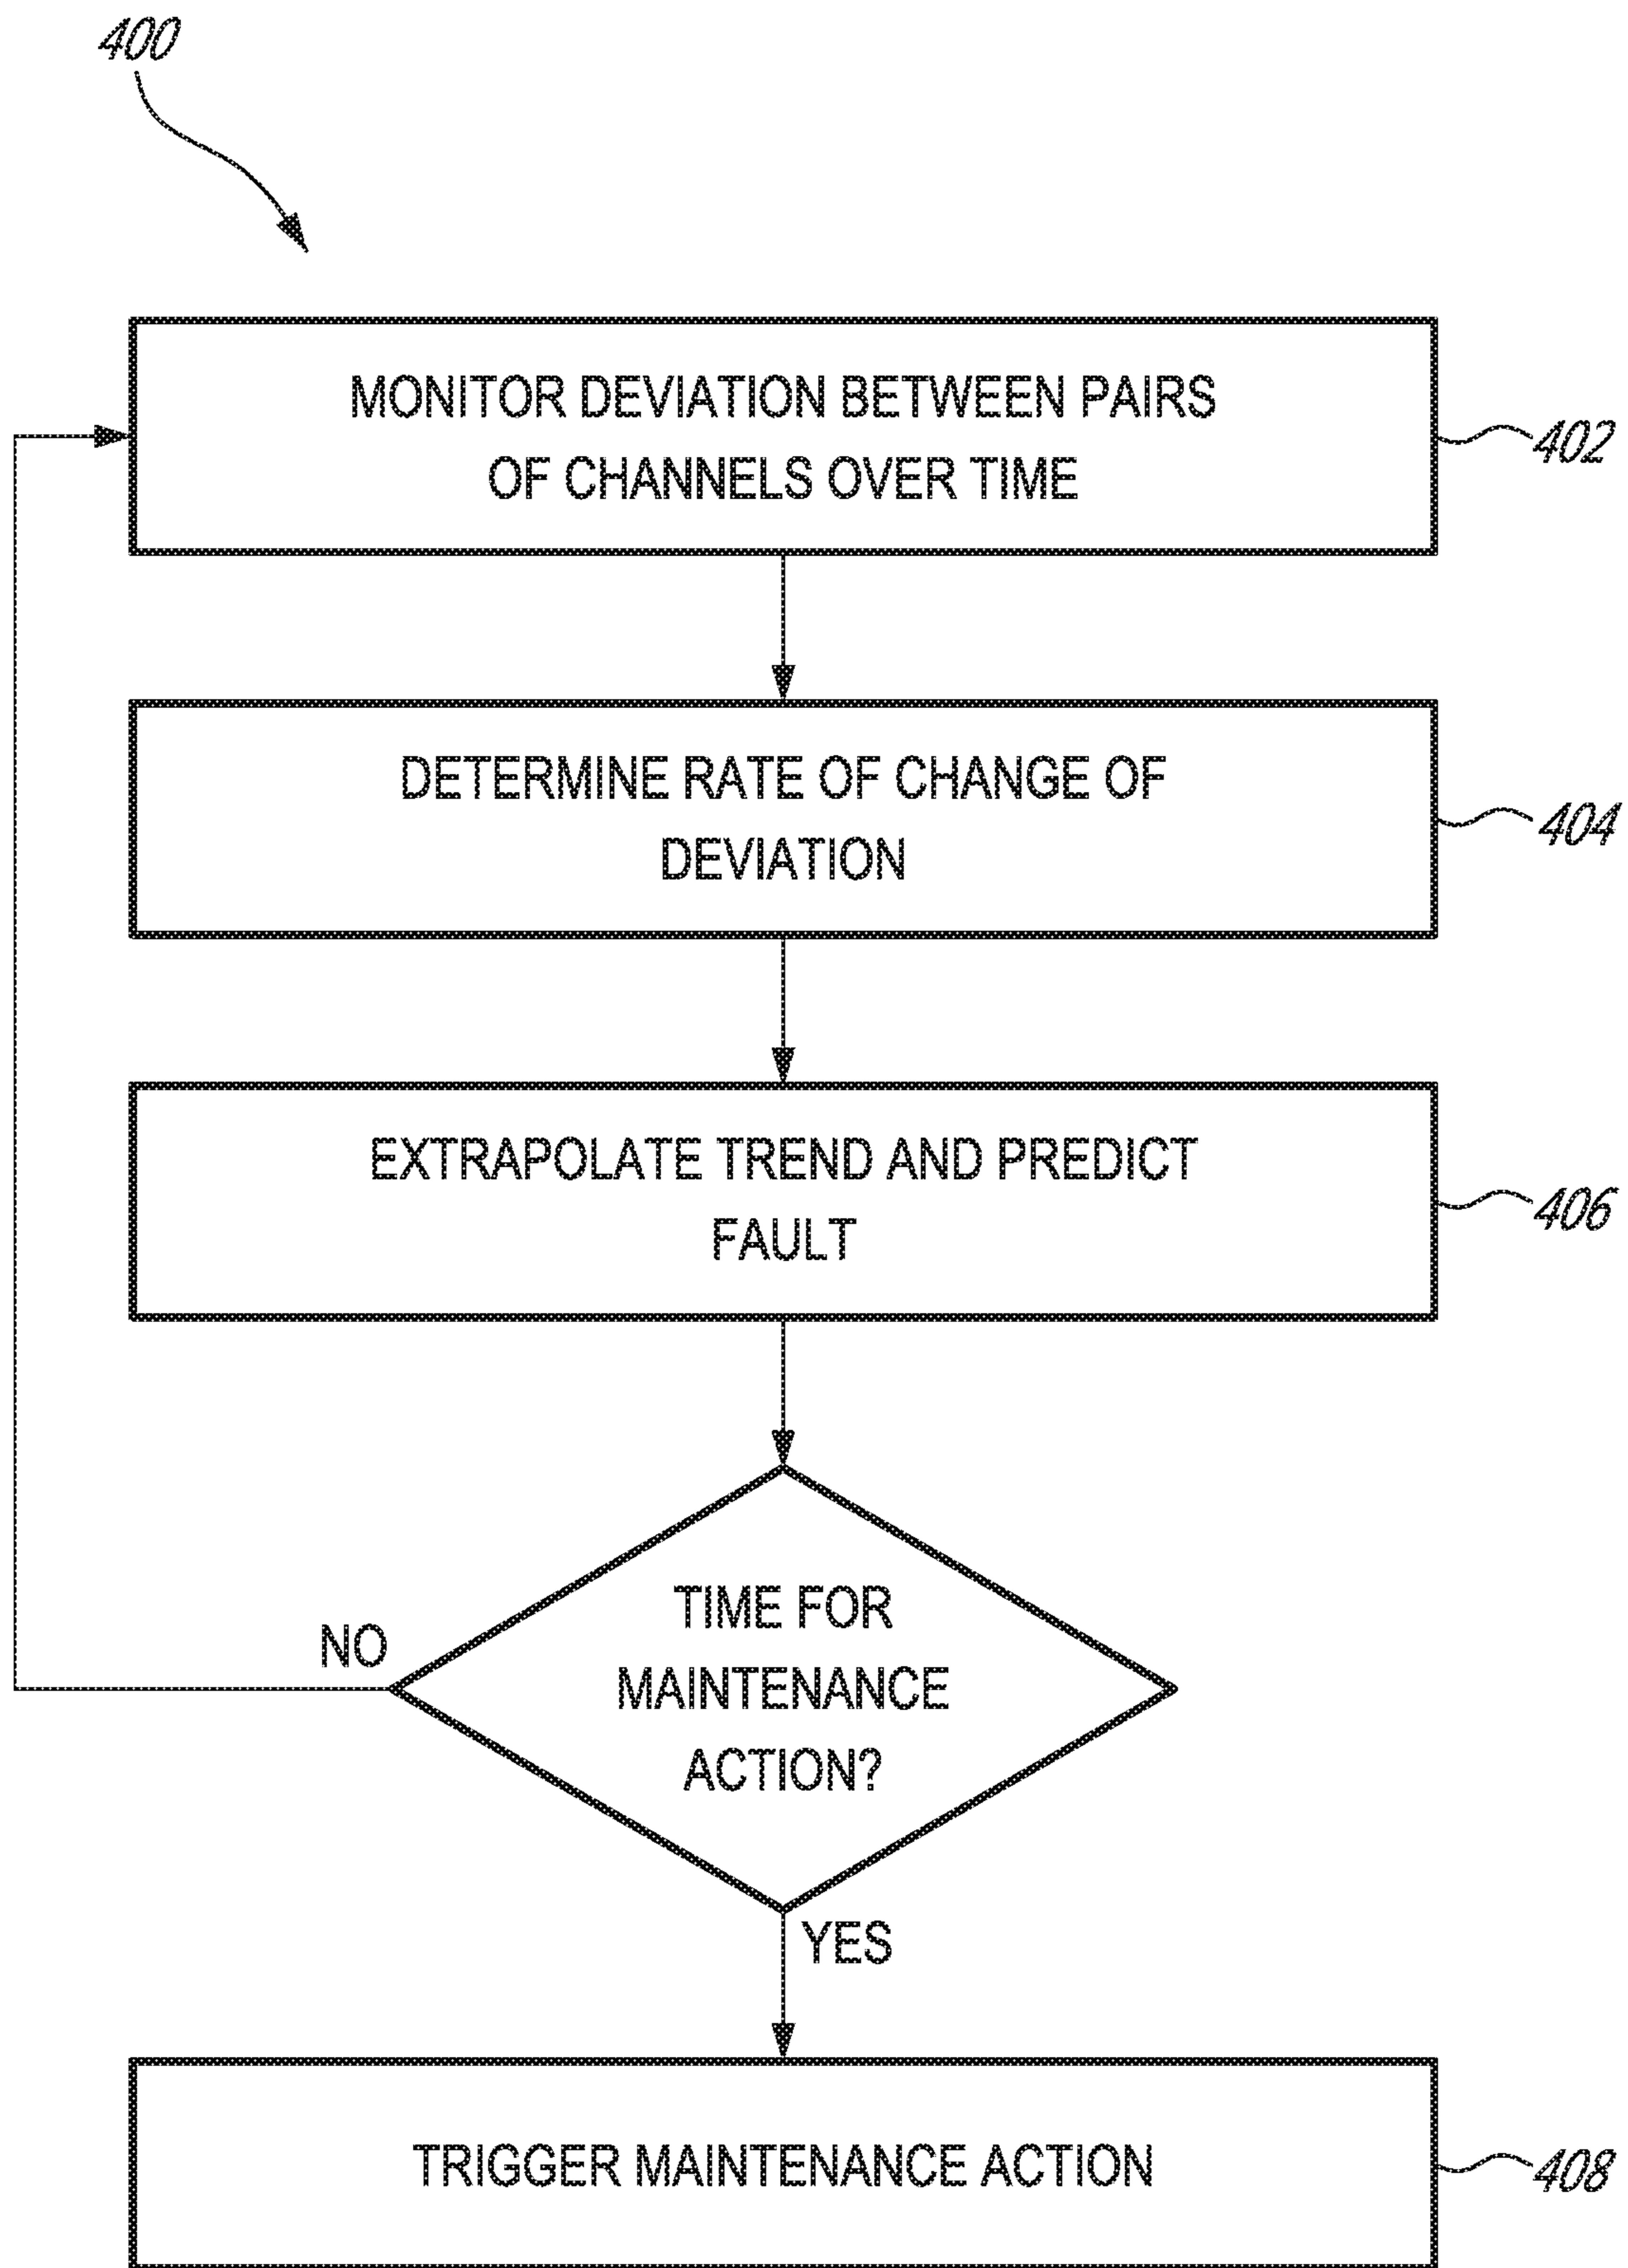 400
MONITOR DEVIATION BETWEEN PAIRS
OF CHANNELS OVER TIME
402
DETERMINE RATE OF CHANGE OF
DEVIATION
404
EXTRAPOLATE TREND AND PREDICT
FAULT
406
TIME FOR
MAINTENANCE
ACTION?
NO
YES
TRIGGER MAINTENANCE ACTION
408